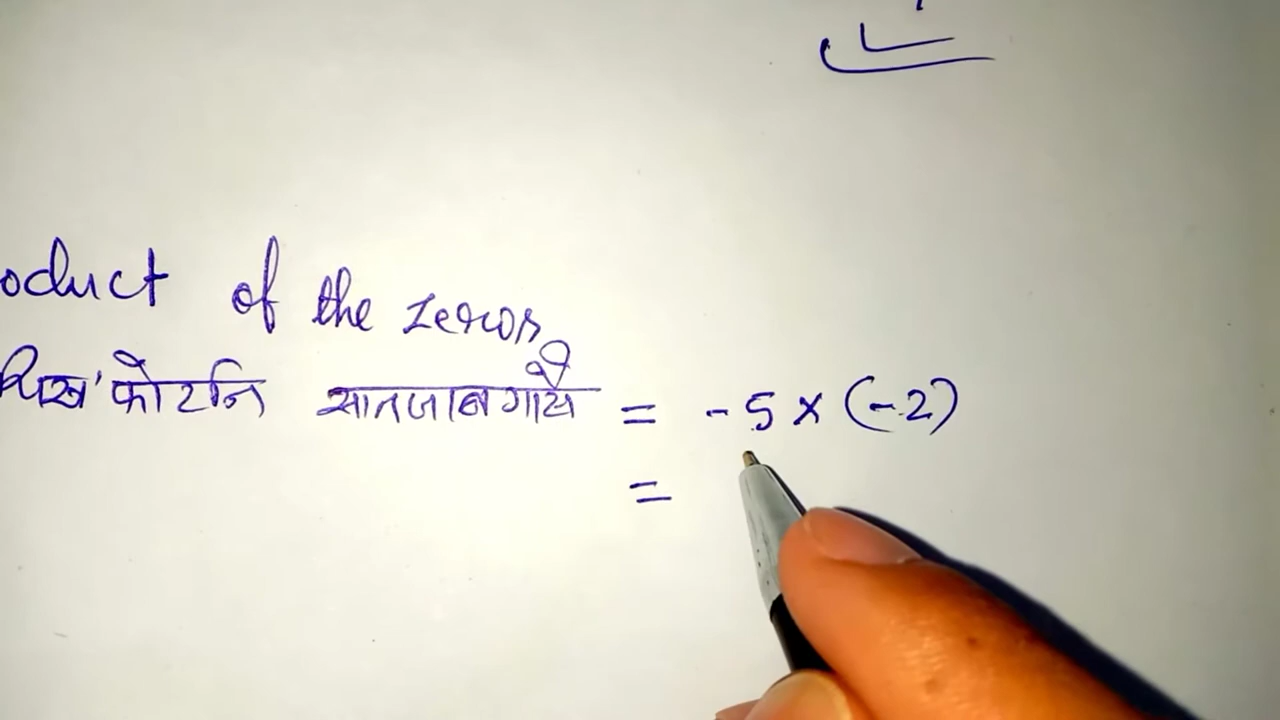 oduct of the zeros
फोरनि सानजाबगासै = -5 x (-2)
=